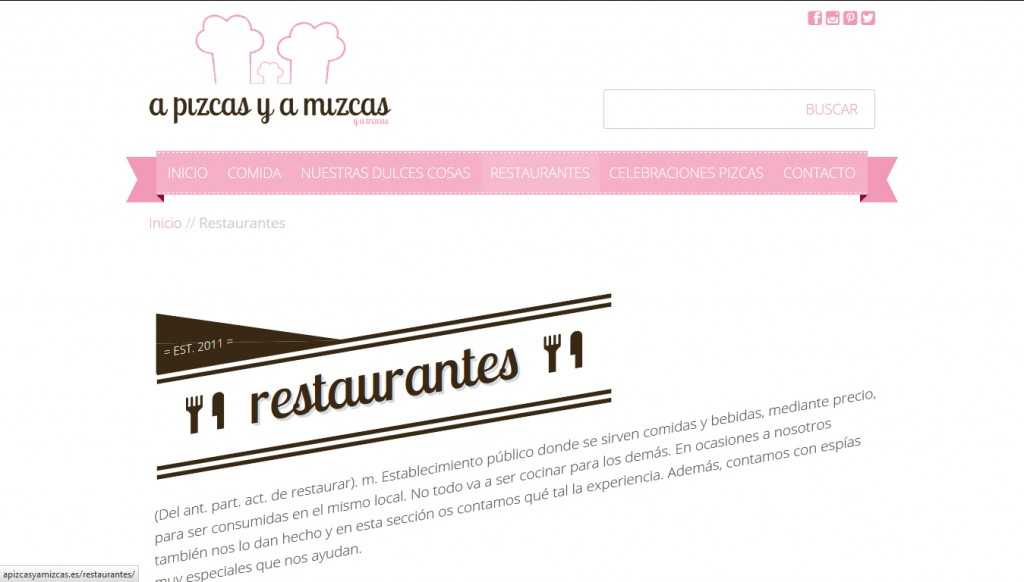 a pizcas y a mizcas
y a trazas
BUSCAR
INICIO COMIDA NUESTRAS DULCES COSAS RESTAURANTES CELEBRACIONES PIZCAS CONTACTO
Inicio // Restaurantes
= EST. 2011 =
restaurantes
(Del ant. part. act. de restaurar). m. Establecimiento público donde se sirven comidas y bebidas, mediante precio,
para ser consumidas en el mismo local. No todo va a ser cocinar para los demás. En ocasiones a nosotros
también nos lo dan hecho y en esta sección os contamos qué tal la experiencia. Además, contamos con espías
muy especiales que nos ayudan.
apizcasyamizcas.es/restaurantes/